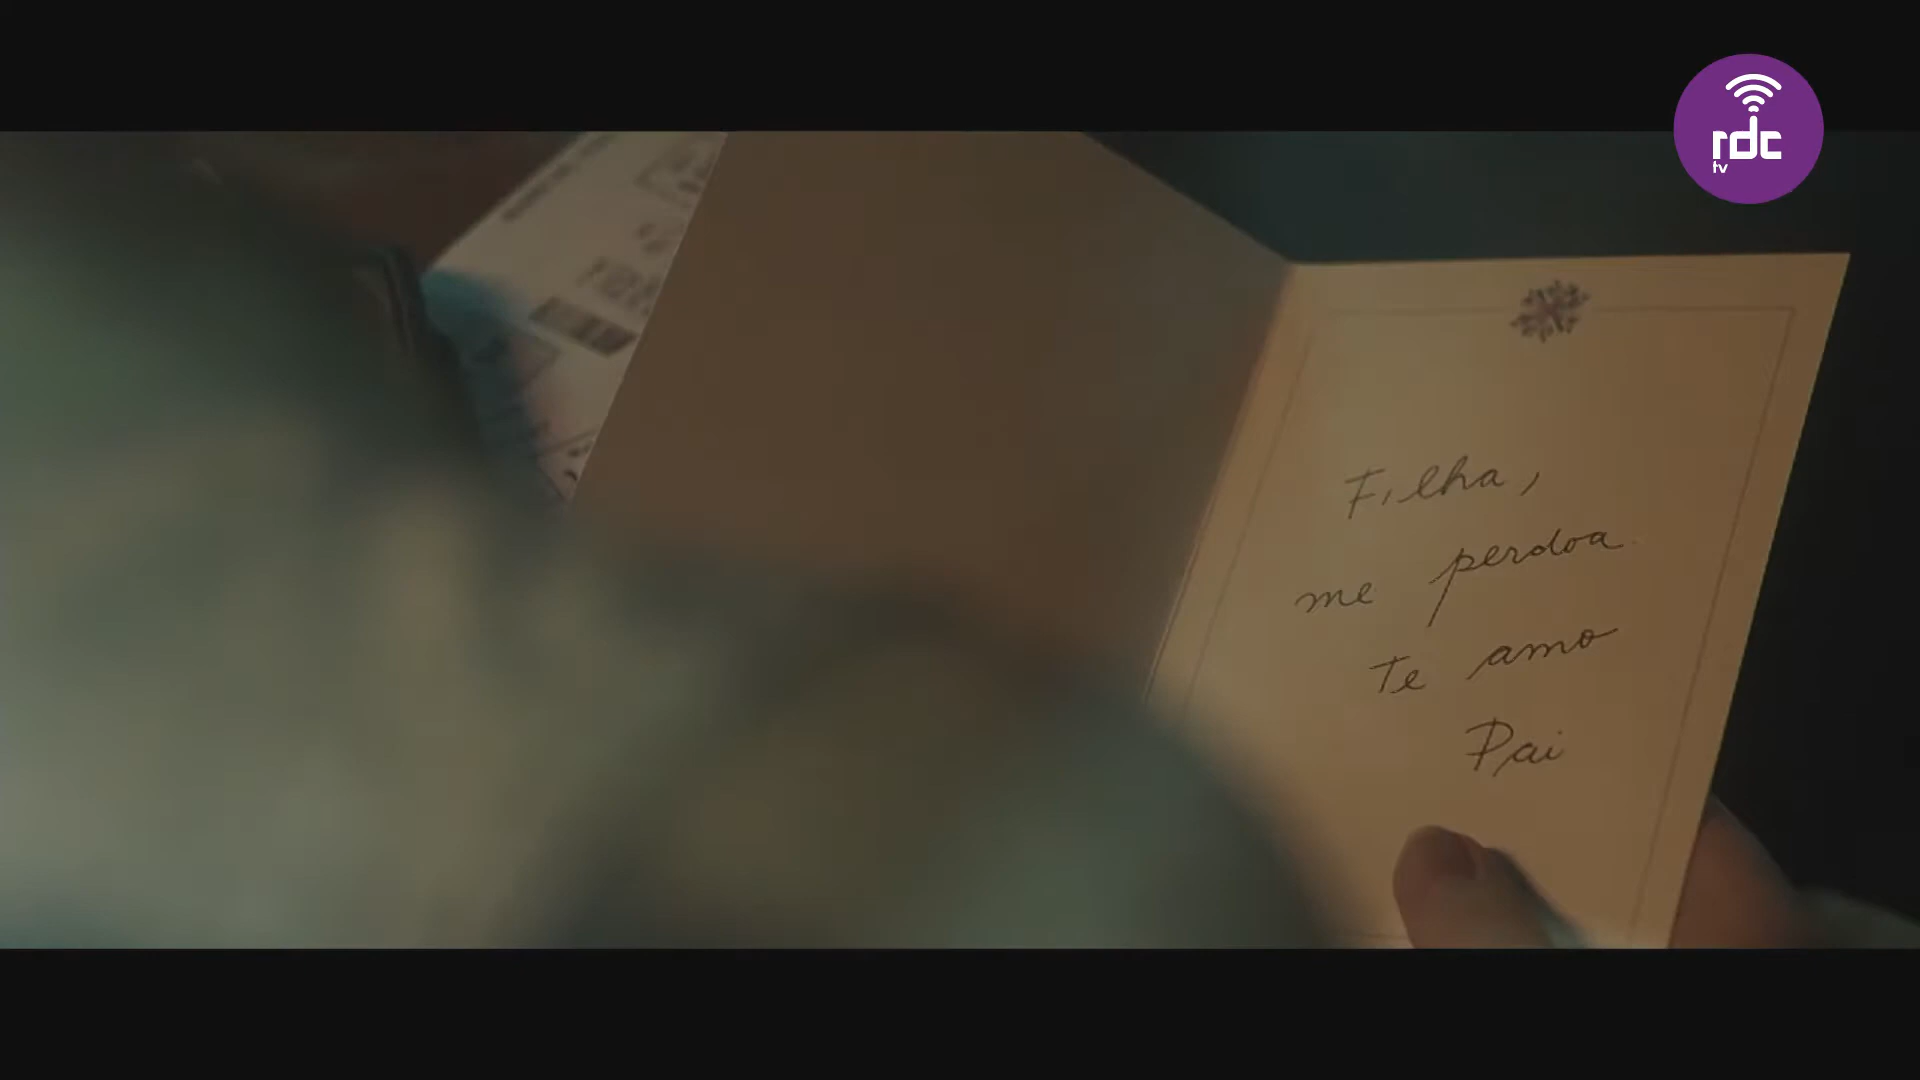 rdc
tv
Filha,
me perdoa
Te amo
Pai